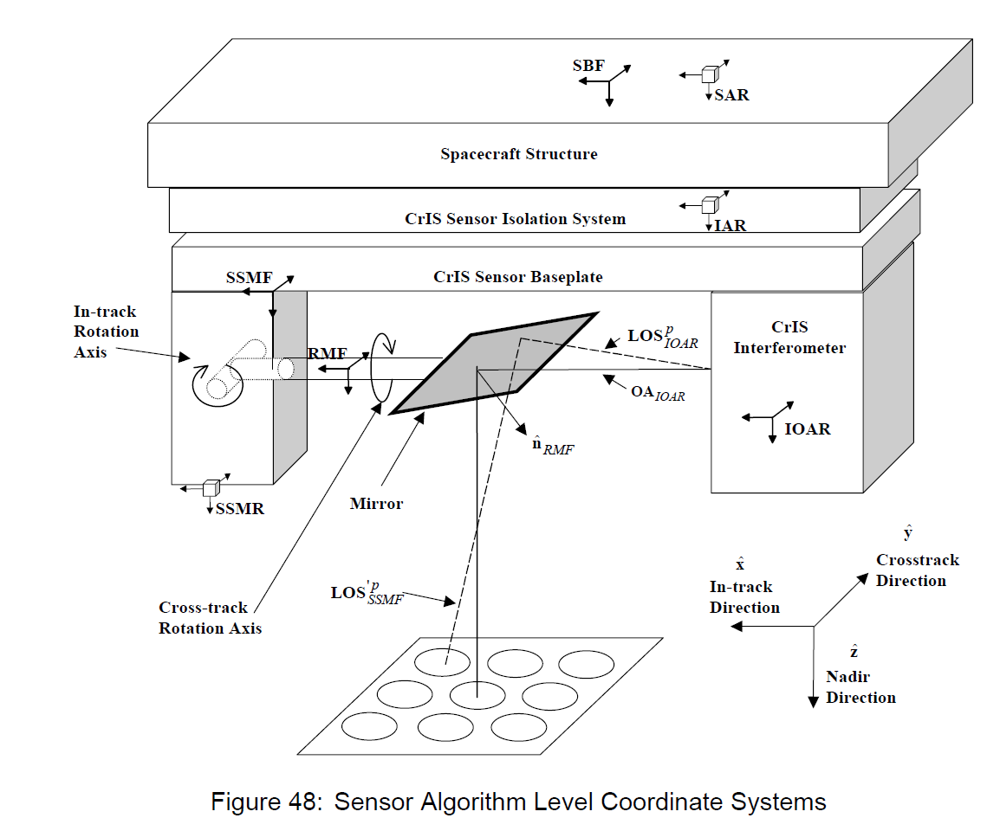 SBF
SAR
Spacecraft Structure
CrIS Sensor Isolation System
IAR
SSMF
CrIS Sensor Baseplate
In-track
Rotation
Axis
RMF
LOS^p_IOAR
CrIS
Interferometer
OA_IOAR
IOAR
n̂_RMF
SSMR
Mirror
LOS'^p_SSMF
Cross-track
Rotation Axis
x̂
In-track
Direction
ŷ
Crosstrack
Direction
ẑ
Nadir
Direction
Figure 48: Sensor Algorithm Level Coordinate Systems